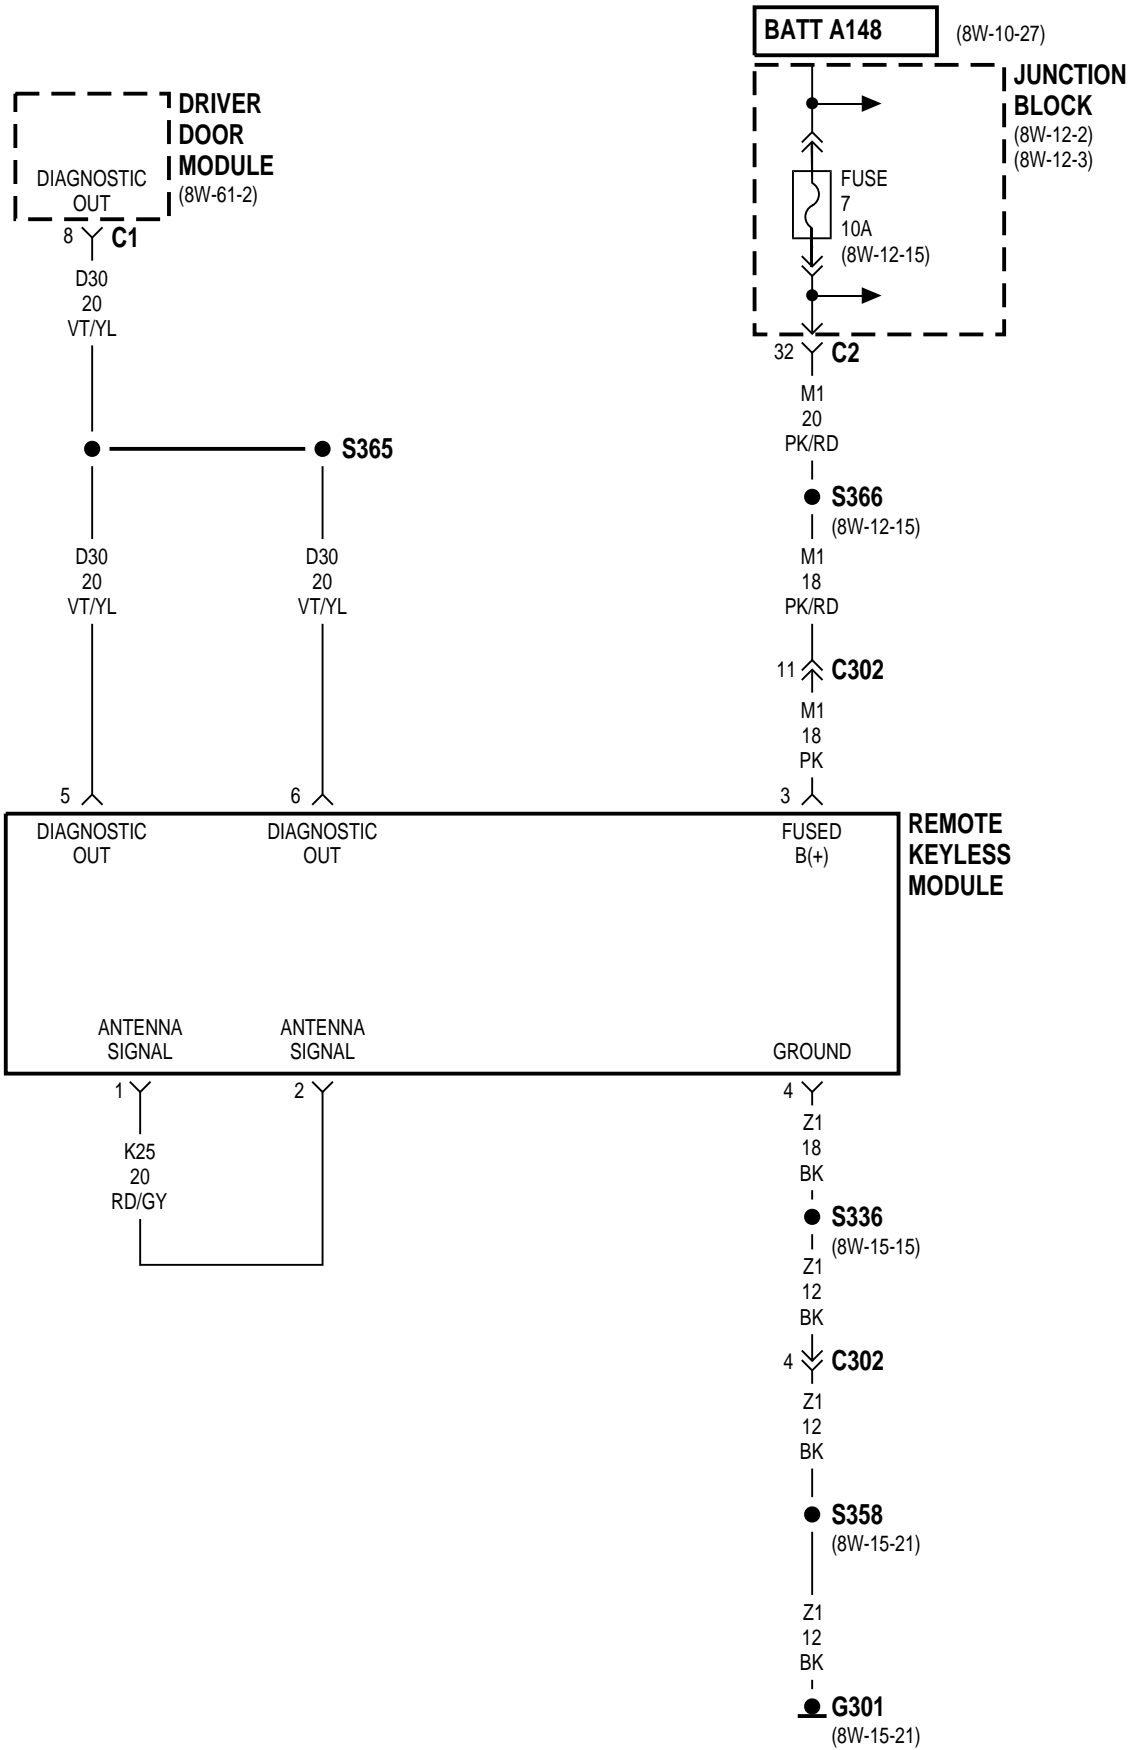 BATT A148
(8W-10-27)
JUNCTION
BLOCK
(8W-12-2)
(8W-12-3)
DRIVER
DOOR
MODULE
(8W-61-2)
DIAGNOSTIC
OUT
8
C1
D30
20
VT/YL
FUSE
7
10A
(8W-12-15)
32
C2
M1
20
PK/RD
S365
S366
(8W-12-15)
D30
20
VT/YL
D30
20
VT/YL
M1
18
PK/RD
11
C302
M1
18
PK
5
6
3
DIAGNOSTIC
OUT
DIAGNOSTIC
OUT
FUSED
B(+)
REMOTE
KEYLESS
MODULE
ANTENNA
SIGNAL
ANTENNA
SIGNAL
GROUND
1
2
4
K25
20
RD/GY
Z1
18
BK
S336
(8W-15-15)
Z1
12
BK
4
C302
Z1
12
BK
S358
(8W-15-21)
Z1
12
BK
G301
(8W-15-21)